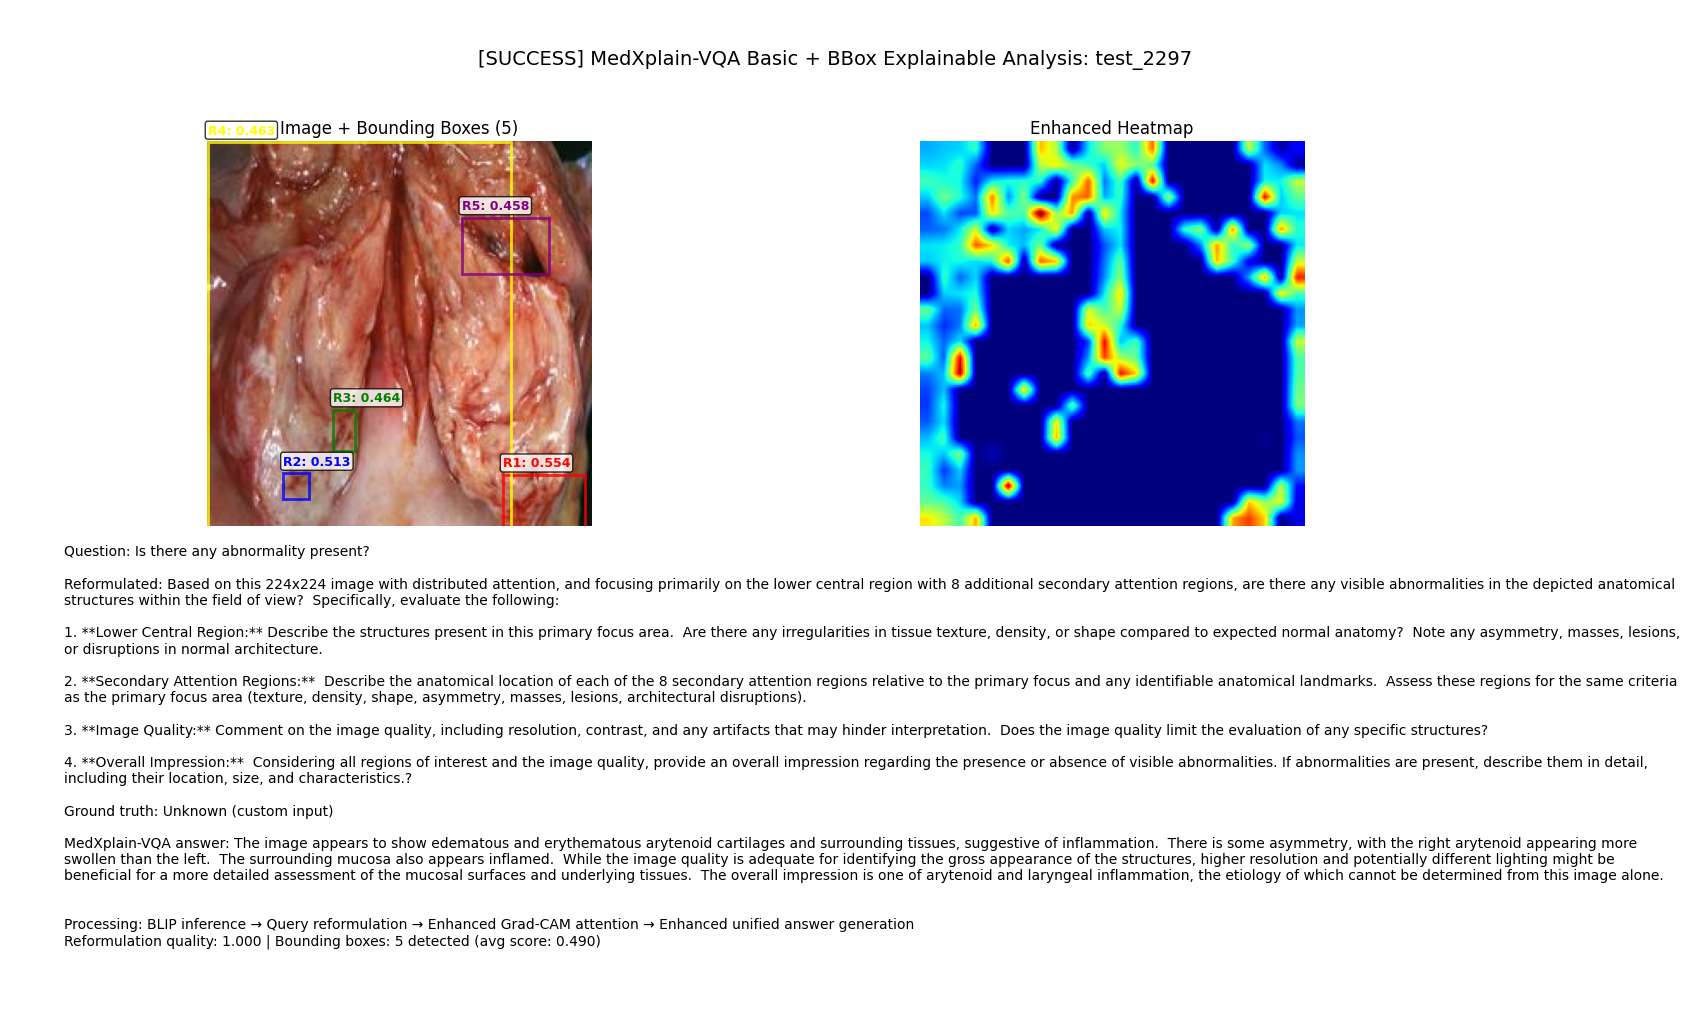 [SUCCESS] MedXplain-VQA Basic + BBox Explainable Analysis: test_2297
Image + Bounding Boxes (5)
Enhanced Heatmap
R4: 0.463
R5: 0.458
R3: 0.464
R2: 0.513
R1: 0.554
Question: Is there any abnormality present?
Reformulated: Based on this 224x224 image with distributed attention, and focusing primarily on the lower central region with 8 additional secondary attention regions, are there any visible abnormalities in the depicted anatomical
structures within the field of view?  Specifically, evaluate the following:
1. **Lower Central Region:** Describe the structures present in this primary focus area.  Are there any irregularities in tissue texture, density, or shape compared to expected normal anatomy?  Note any asymmetry, masses, lesions,
or disruptions in normal architecture.
2. **Secondary Attention Regions:**  Describe the anatomical location of each of the 8 secondary attention regions relative to the primary focus and any identifiable anatomical landmarks.  Assess these regions for the same criteria
as the primary focus area (texture, density, shape, asymmetry, masses, lesions, architectural disruptions).
3. **Image Quality:** Comment on the image quality, including resolution, contrast, and any artifacts that may hinder interpretation.  Does the image quality limit the evaluation of any specific structures?
4. **Overall Impression:**  Considering all regions of interest and the image quality, provide an overall impression regarding the presence or absence of visible abnormalities. If abnormalities are present, describe them in detail,
including their location, size, and characteristics.?
Ground truth: Unknown (custom input)
MedXplain-VQA answer: The image appears to show edematous and erythematous arytenoid cartilages and surrounding tissues, suggestive of inflammation.  There is some asymmetry, with the right arytenoid appearing more
swollen than the left.  The surrounding mucosa also appears inflamed.  While the image quality is adequate for identifying the gross appearance of the structures, higher resolution and potentially different lighting might be
beneficial for a more detailed assessment of the mucosal surfaces and underlying tissues.  The overall impression is one of arytenoid and laryngeal inflammation, the etiology of which cannot be determined from this image alone.
Processing: BLIP inference → Query reformulation → Enhanced Grad-CAM attention → Enhanced unified answer generation
Reformulation quality: 1.000 | Bounding boxes: 5 detected (avg score: 0.490)